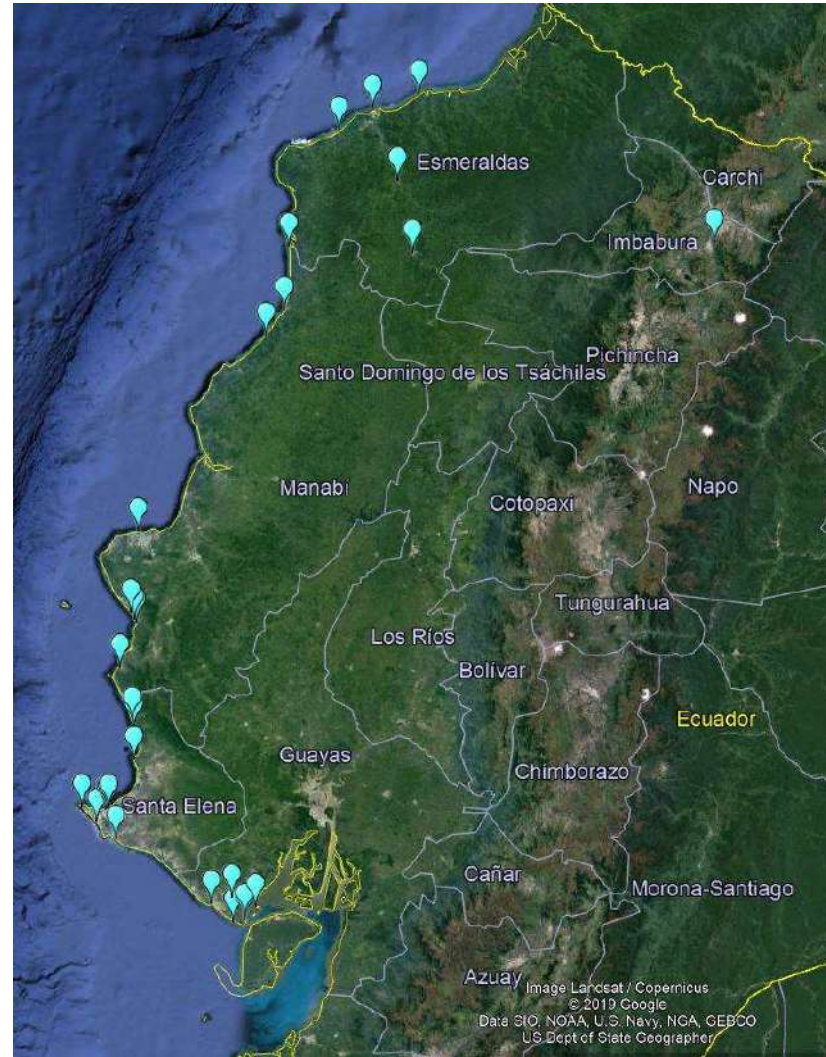 Esmeraldas
Carchi
Imbabura
Pichincha
Santo Domingo de los Tsáchilas
Manabí
Cotopaxi
Napo
Tungurahua
Los Ríos
Bolívar
Ecuador
Guayas
Chimborazo
Santa Elena
Cañar
Morona-Santiago
Azuay
Image Landsat / Copernicus
© 2019 Google
Data SIO, NOAA, U.S. Navy, NGA, GEBCO
US Dept of State Geographer